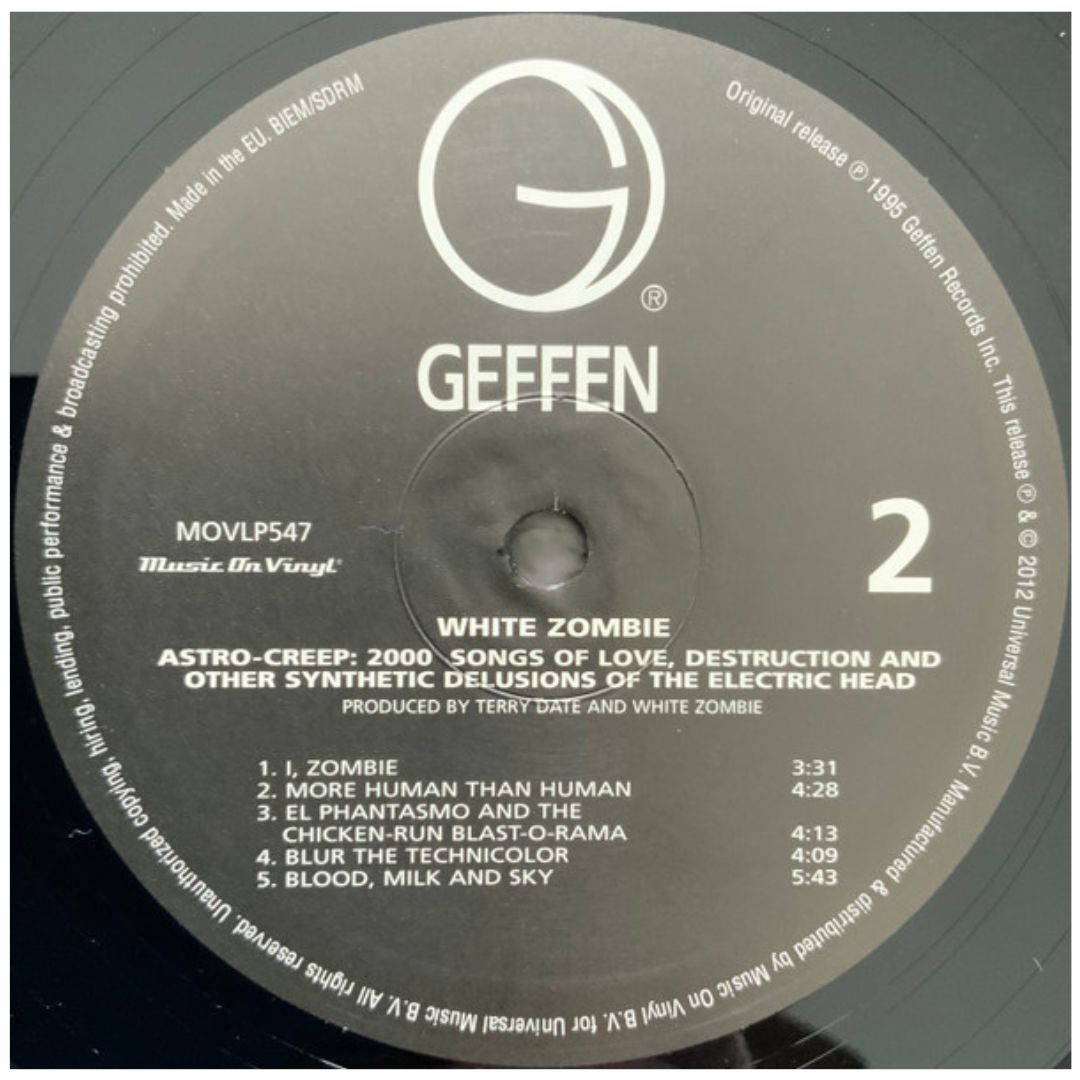 Original release ℗ 1995 Geffen Records Inc. This release ℗ & © 2012 Universal Music B.V. Manufactured & distributed by Music On Vinyl B.V. for Universal Music B.V. All rights reserved. Unauthorized copying, hiring, lending, public performance & broadcasting prohibited. Made in the EU. BIEM/SDRM
®
GEFFEN
MOVLP547
Music On Vinyl®
2
WHITE ZOMBIE
ASTRO-CREEP: 2000 SONGS OF LOVE, DESTRUCTION AND
OTHER SYNTHETIC DELUSIONS OF THE ELECTRIC HEAD
PRODUCED BY TERRY DATE AND WHITE ZOMBIE
1. I, ZOMBIE 3:31
2. MORE HUMAN THAN HUMAN 4:28
3. EL PHANTASMO AND THE
CHICKEN-RUN BLAST-O-RAMA 4:13
4. BLUR THE TECHNICOLOR 4:09
5. BLOOD, MILK AND SKY 5:43